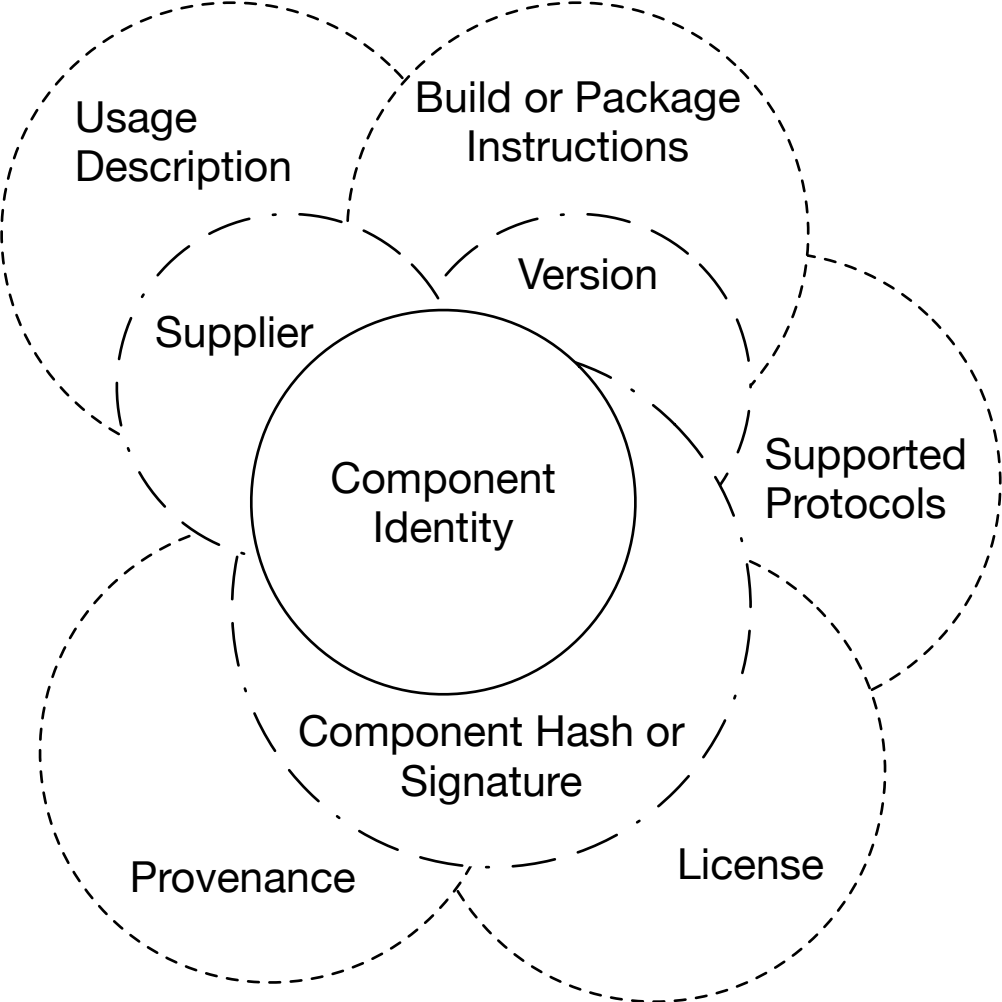 Usage
Description
Build or Package
Instructions
Version
Supplier
Supported
Protocols
Component
Identity
Component Hash or
Signature
License
Provenance